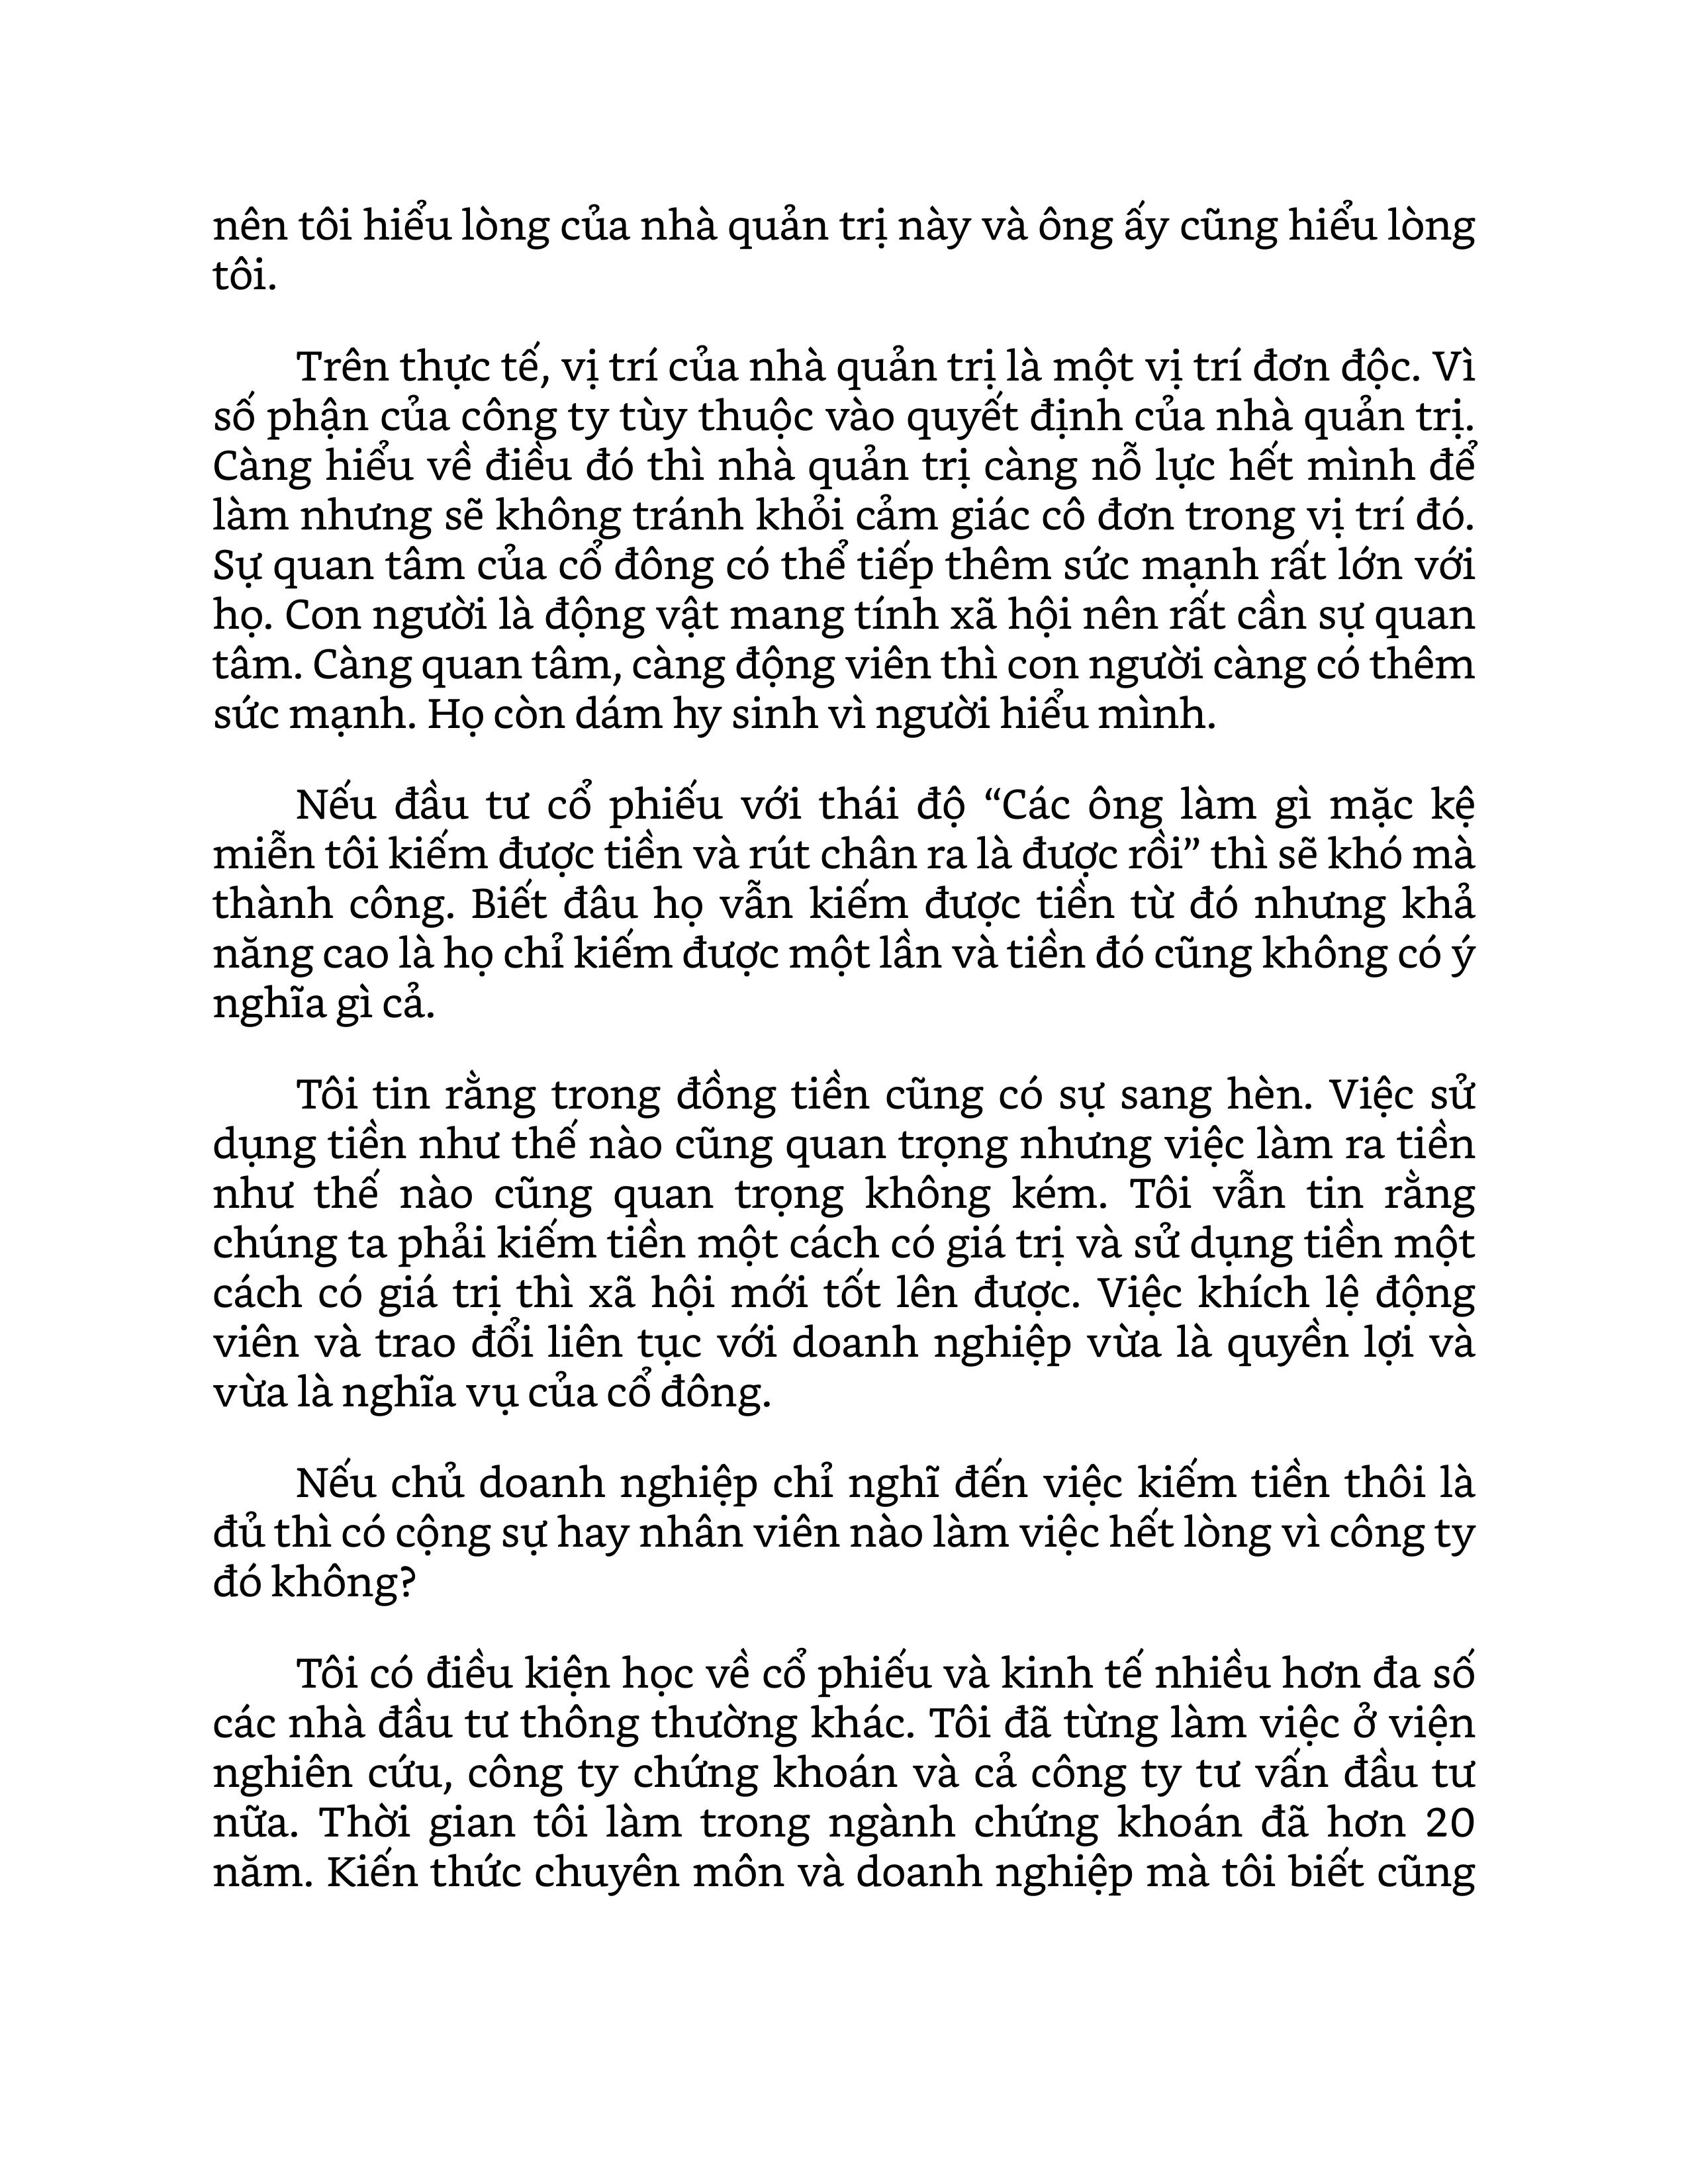 nên tôi hiểu lòng của nhà quản trị này và ông ấy cũng hiểu lòng
tôi.
Trên thực tế, vị trí của nhà quản trị là một vị trí đơn độc. Vì
số phận của công ty tùy thuộc vào quyết định của nhà quản trị.
Càng hiểu về điều đó thì nhà quản trị càng nỗ lực hết mình để
làm nhưng sẽ không tránh khỏi cảm giác cô đơn trong vị trí đó.
Sự quan tâm của cổ đông có thể tiếp thêm sức mạnh rất lớn với
họ. Con người là động vật mang tính xã hội nên rất cần sự quan
tâm. Càng quan tâm, càng động viên thì con người càng có thêm
sức mạnh. Họ còn dám hy sinh vì người hiểu mình.
Nếu đầu tư cổ phiếu với thái độ “Các ông làm gì mặc kệ
miễn tôi kiếm được tiền và rút chân ra là được rồi” thì sẽ khó mà
thành công. Biết đâu họ vẫn kiếm được tiền từ đó nhưng khả
năng cao là họ chỉ kiếm được một lần và tiền đó cũng không có ý
nghĩa gì cả.
Tôi tin rằng trong đồng tiền cũng có sự sang hèn. Việc sử
dụng tiền như thế nào cũng quan trọng nhưng việc làm ra tiền
như thế nào cũng quan trọng không kém. Tôi vẫn tin rằng
chúng ta phải kiếm tiền một cách có giá trị và sử dụng tiền một
cách có giá trị thì xã hội mới tốt lên được. Việc khích lệ động
viên và trao đổi liên tục với doanh nghiệp vừa là quyền lợi và
vừa là nghĩa vụ của cổ đông.
Nếu chủ doanh nghiệp chỉ nghĩ đến việc kiếm tiền thôi là
đủ thì có cộng sự hay nhân viên nào làm việc hết lòng vì công ty
đó không?
Tôi có điều kiện học về cổ phiếu và kinh tế nhiều hơn đa số
các nhà đầu tư thông thường khác. Tôi đã từng làm việc ở viện
nghiên cứu, công ty chứng khoán và cả công ty tư vấn đầu tư
nữa. Thời gian tôi làm trong ngành chứng khoán đã hơn 20
năm. Kiến thức chuyên môn và doanh nghiệp mà tôi biết cũng